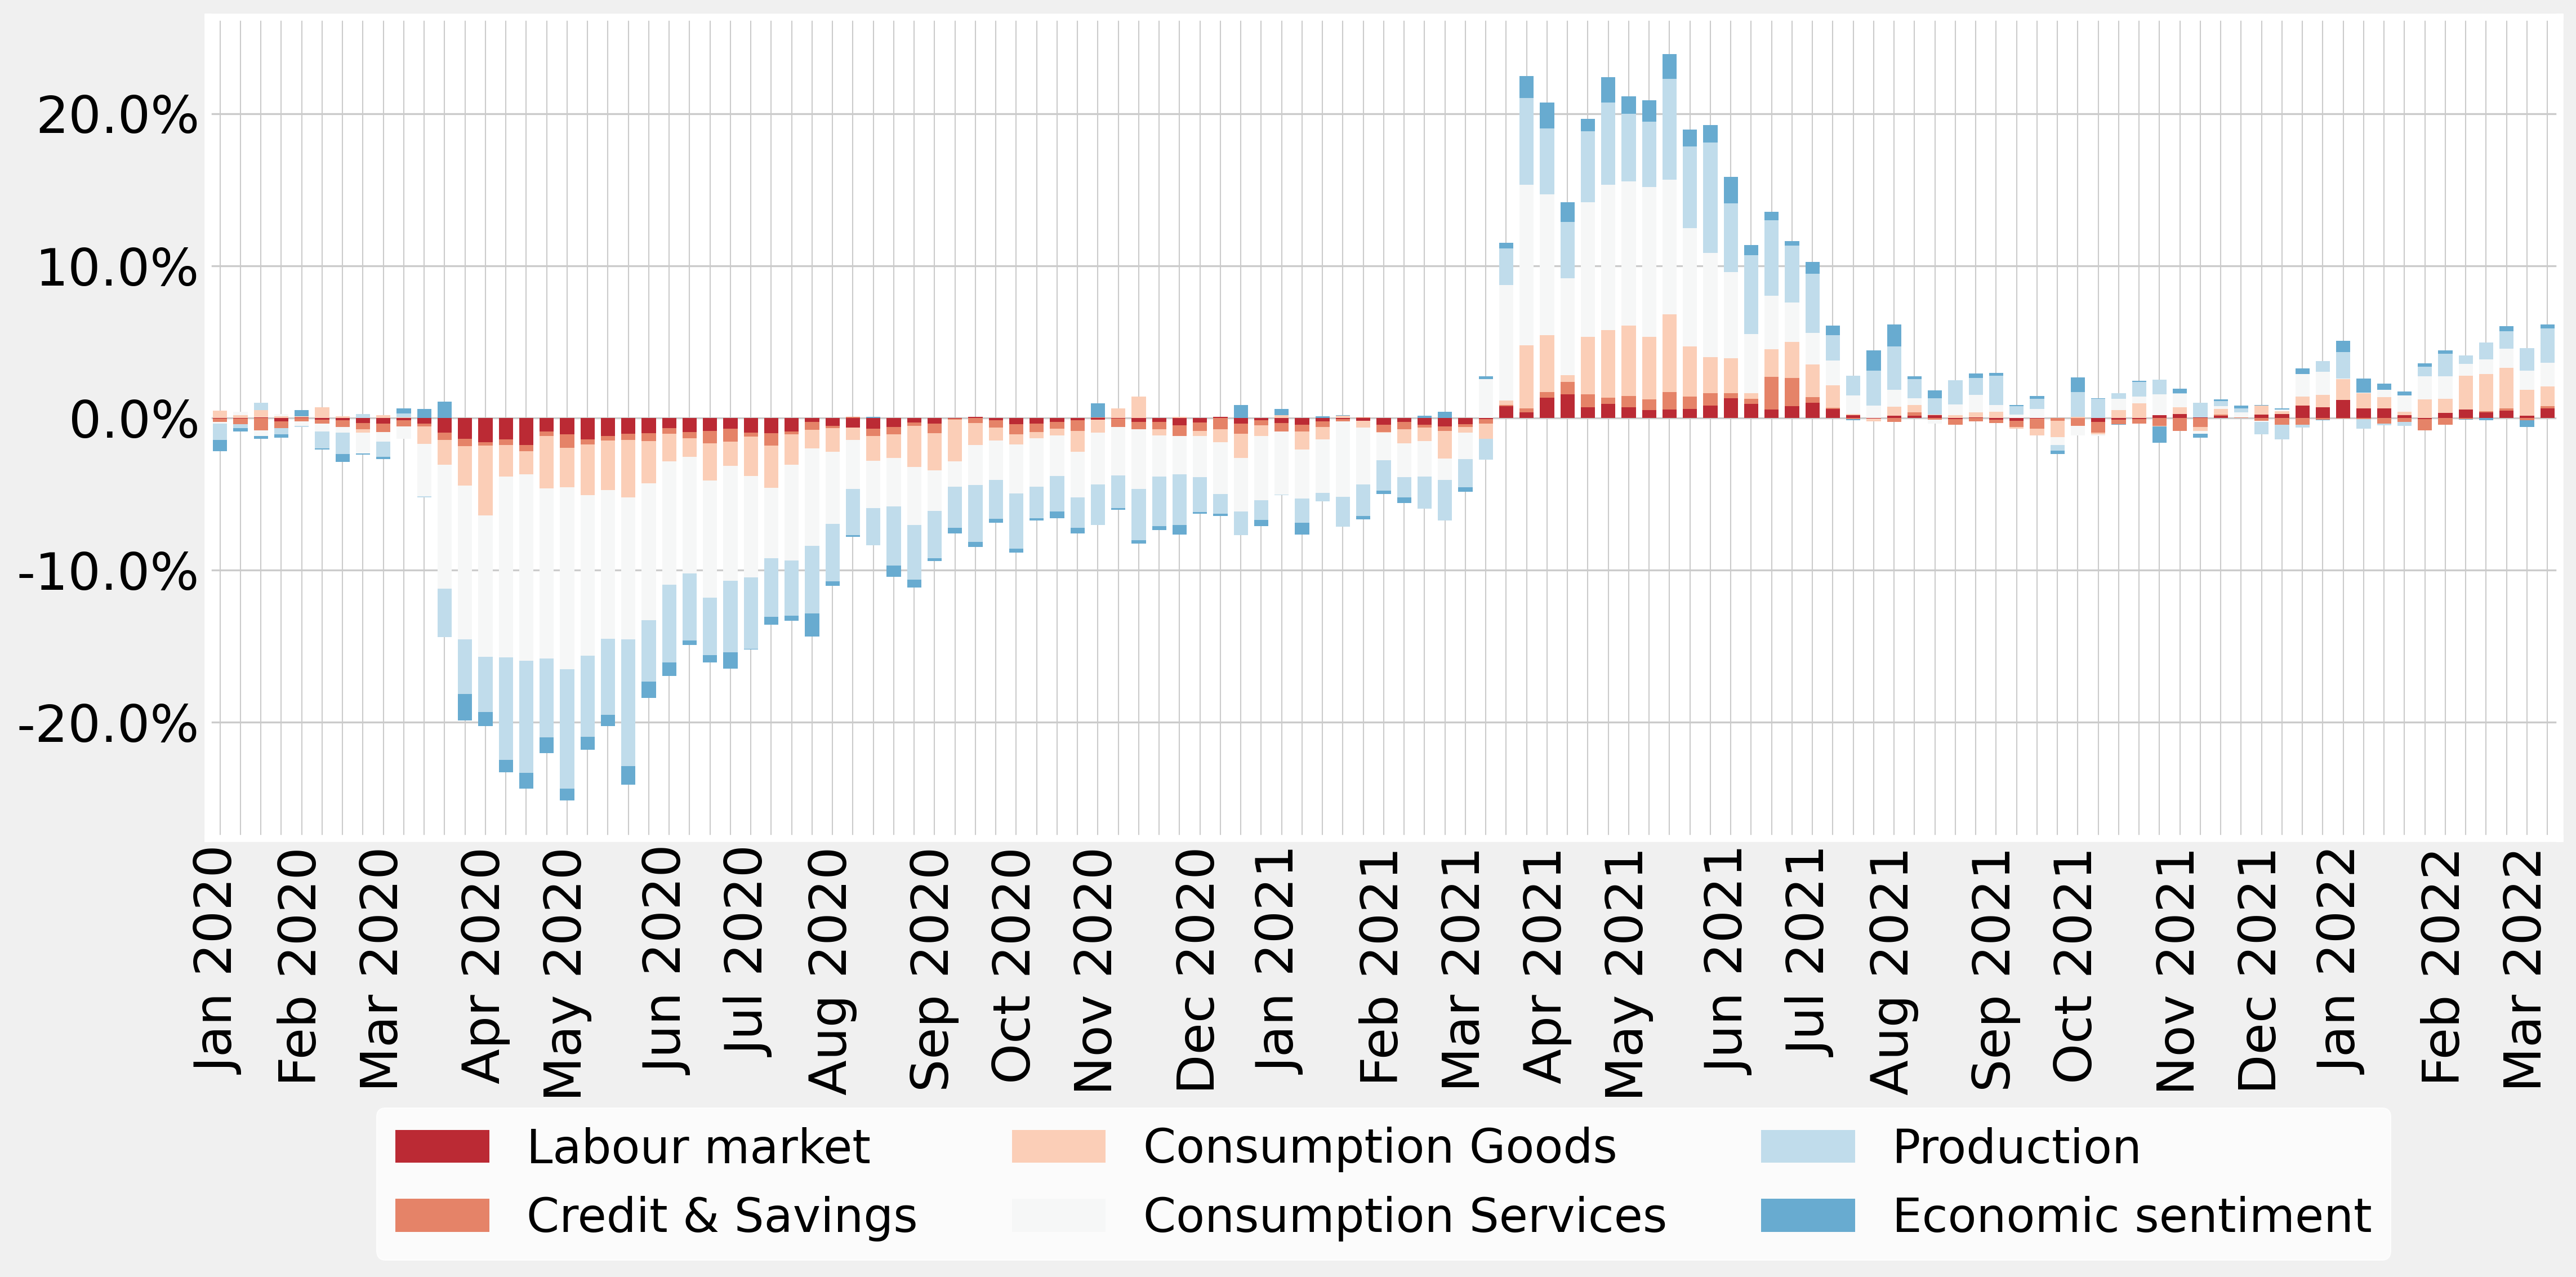 20.0%
10.0%
0.0%
-10.0%
-20.0%
Jan 2020
Feb 2020
Mar 2020
Apr 2020
May 2020
Jun 2020
Jul 2020
Aug 2020
Sep 2020
Oct 2020
Nov 2020
Dec 2020
Jan 2021
Feb 2021
Mar 2021
Apr 2021
May 2021
Jun 2021
Jul 2021
Aug 2021
Sep 2021
Oct 2021
Nov 2021
Dec 2021
Jan 2022
Feb 2022
Mar 2022
Labour market
Credit & Savings
Consumption Goods
Consumption Services
Production
Economic sentiment